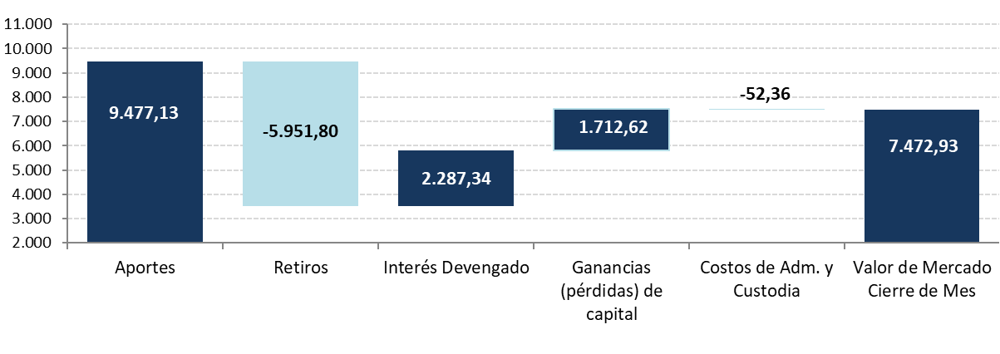 11.000
10.000
9.000
8.000
7.000
6.000
5.000
4.000
3.000
2.000
9.477,13
-5.951,80
2.287,34
1.712,62
-52,36
7.472,93
Aportes
Retiros
Interés Devengado
Ganancias
(pérdidas) de
capital
Costos de Adm. y
Custodia
Valor de Mercado
Cierre de Mes